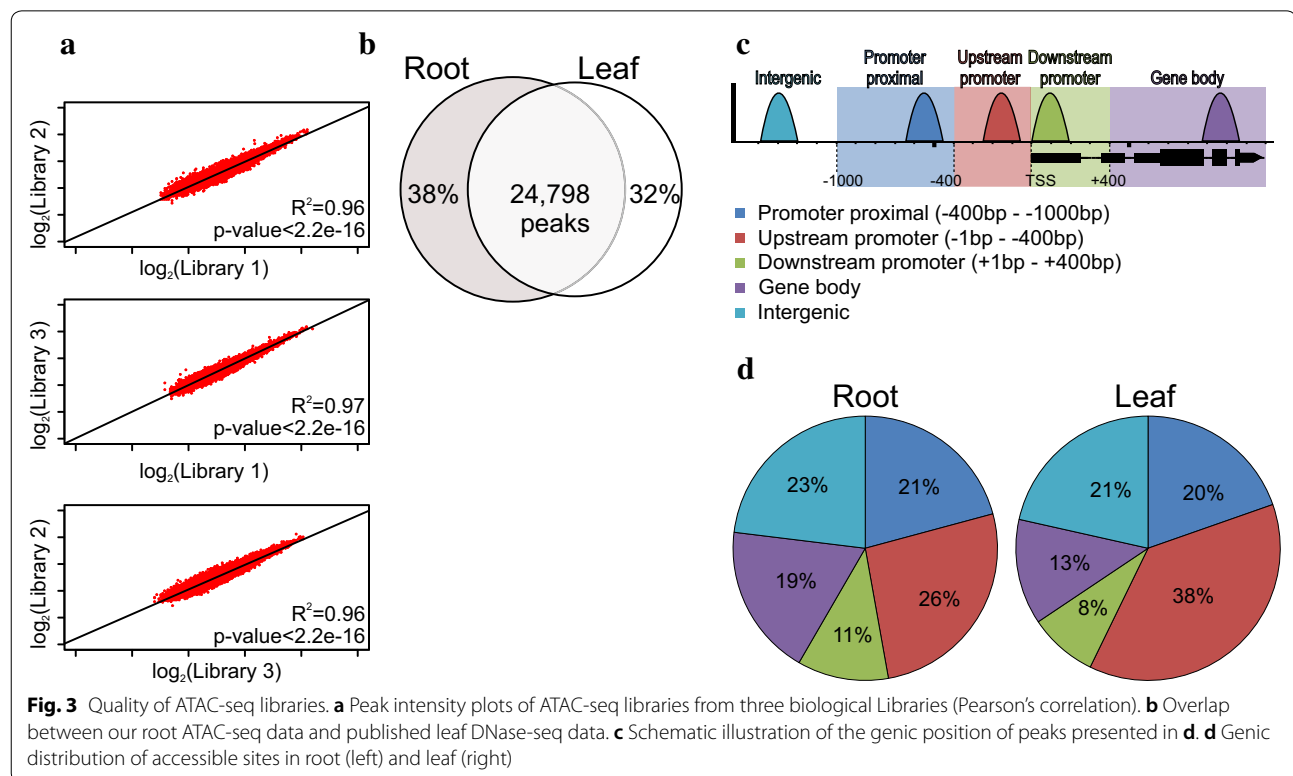 a
log2(Library 2)
R2=0.96
p-value<2.2e-16
log2(Library 1)
log2(Library 3)
R2=0.97
p-value<2.2e-16
log2(Library 1)
log2(Library 2)
R2=0.96
p-value<2.2e-16
log2(Library 3)
b
Root
Leaf
38%
24,798
peaks
32%
c
Intergenic
Promoter
proximal
Upstream
promoter
Downstream
promoter
Gene body
-1000
-400
TSS
+400
Promoter proximal (-400bp - -1000bp)
Upstream promoter (-1bp - -400bp)
Downstream promoter (+1bp - +400bp)
Gene body
Intergenic
d
Root
23%
21%
19%
26%
11%
Leaf
21%
20%
13%
38%
8%
Fig. 3 Quality of ATAC-seq libraries. a Peak intensity plots of ATAC-seq libraries from three biological Libraries (Pearson's correlation). b Overlap
between our root ATAC-seq data and published leaf DNase-seq data. c Schematic illustration of the genic position of peaks presented in d. d Genic
distribution of accessible sites in root (left) and leaf (right)